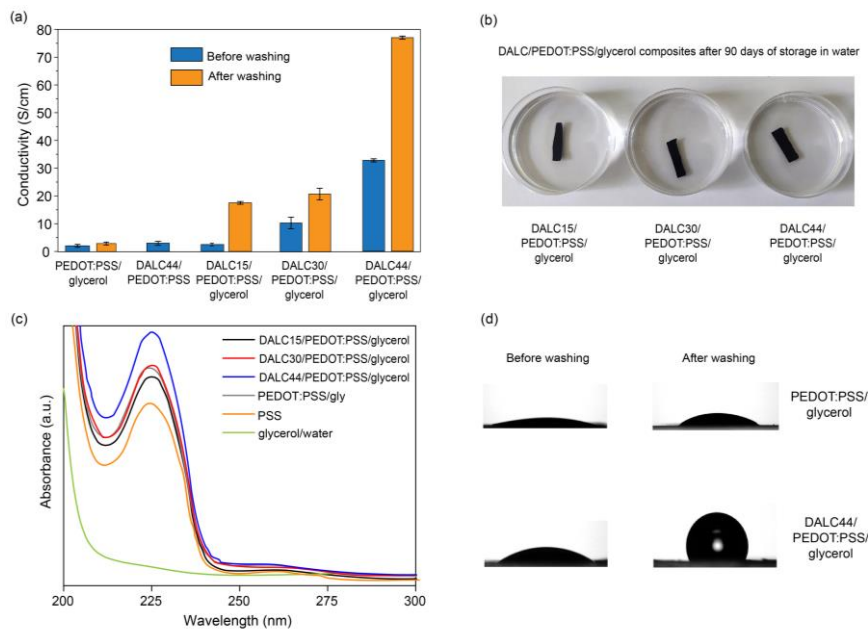 (a)
80
70
60
50
40
30
20
10
0
Conductivity (S/cm)
Before washing
After washing
PEDOT:PSS/
glycerol
DALC44/
PEDOT:PSS
DALC15/
PEDOT:PSS/
glycerol
DALC30/
PEDOT:PSS/
glycerol
DALC44/
PEDOT:PSS/
glycerol
(b)
DALC/PEDOT:PSS/glycerol composites after 90 days of storage in water
DALC15/
PEDOT:PSS/
glycerol
DALC30/
PEDOT:PSS/
glycerol
DALC44/
PEDOT:PSS/
glycerol
(c)
Absorbance (a.u.)
DALC15/PEDOT:PSS/glycerol
DALC30/PEDOT:PSS/glycerol
DALC44/PEDOT:PSS/glycerol
PEDOT:PSS/gly
PSS
glycerol/water
200
225
250
275
300
Wavelength (nm)
(d)
Before washing
After washing
PEDOT:PSS/
glycerol
DALC44/
PEDOT:PSS/
glycerol